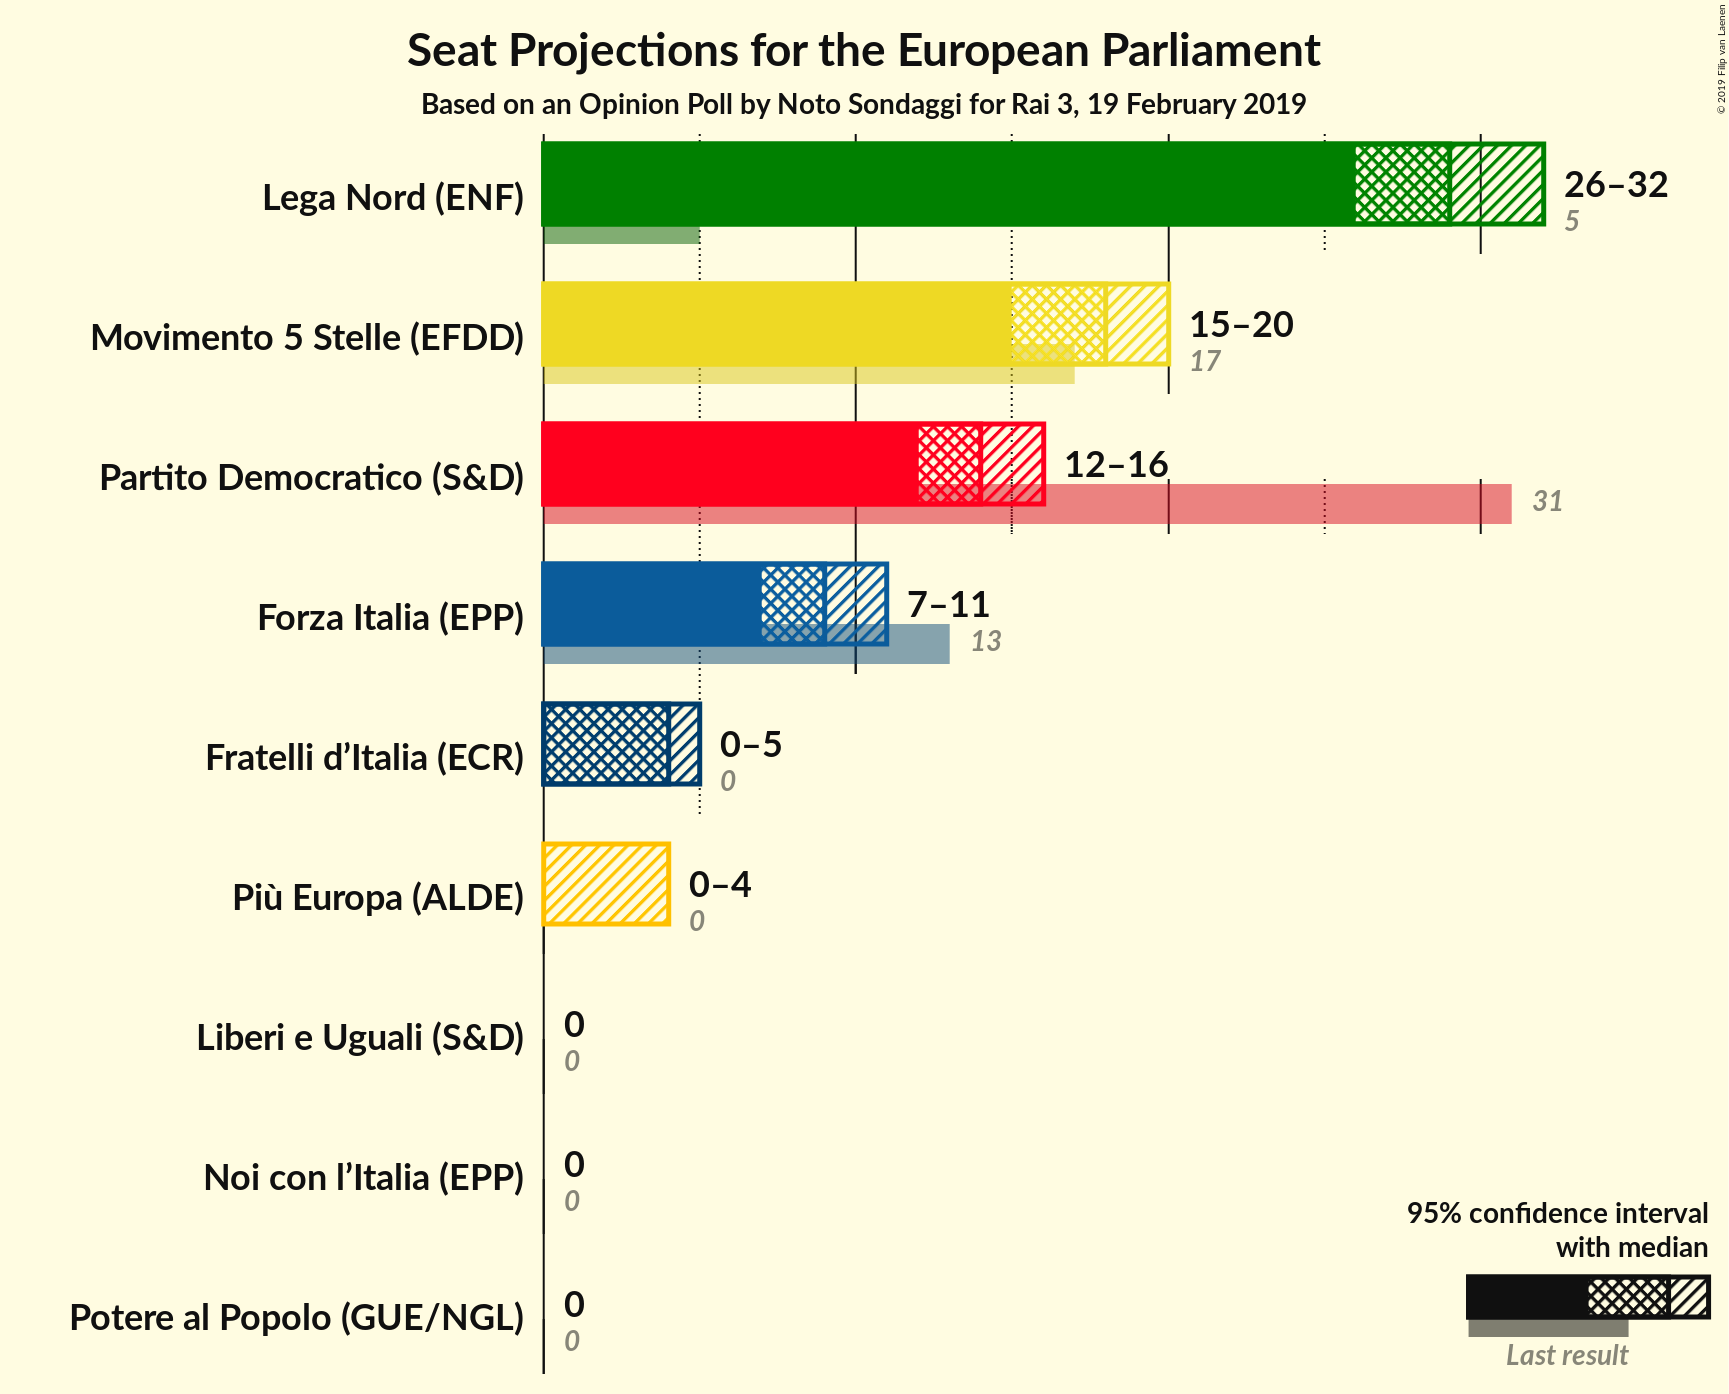 Seat Projections for the European Parliament
Based on an Opinion Poll by Noto Sondaggi for Rai 3, 19 February 2019
© 2019 Filip van Laenen
Lega Nord (ENF)
26–32
5
Movimento 5 Stelle (EFDD)
15–20
17
Partito Democratico (S&D)
12–16
31
Forza Italia (EPP)
7–11
13
Fratelli d’Italia (ECR)
0–5
0
Più Europa (ALDE)
0–4
0
Liberi e Uguali (S&D)
0
0
Noi con l’Italia (EPP)
0
0
Potere al Popolo (GUE/NGL)
0
0
95% confidence interval
with median
Last result